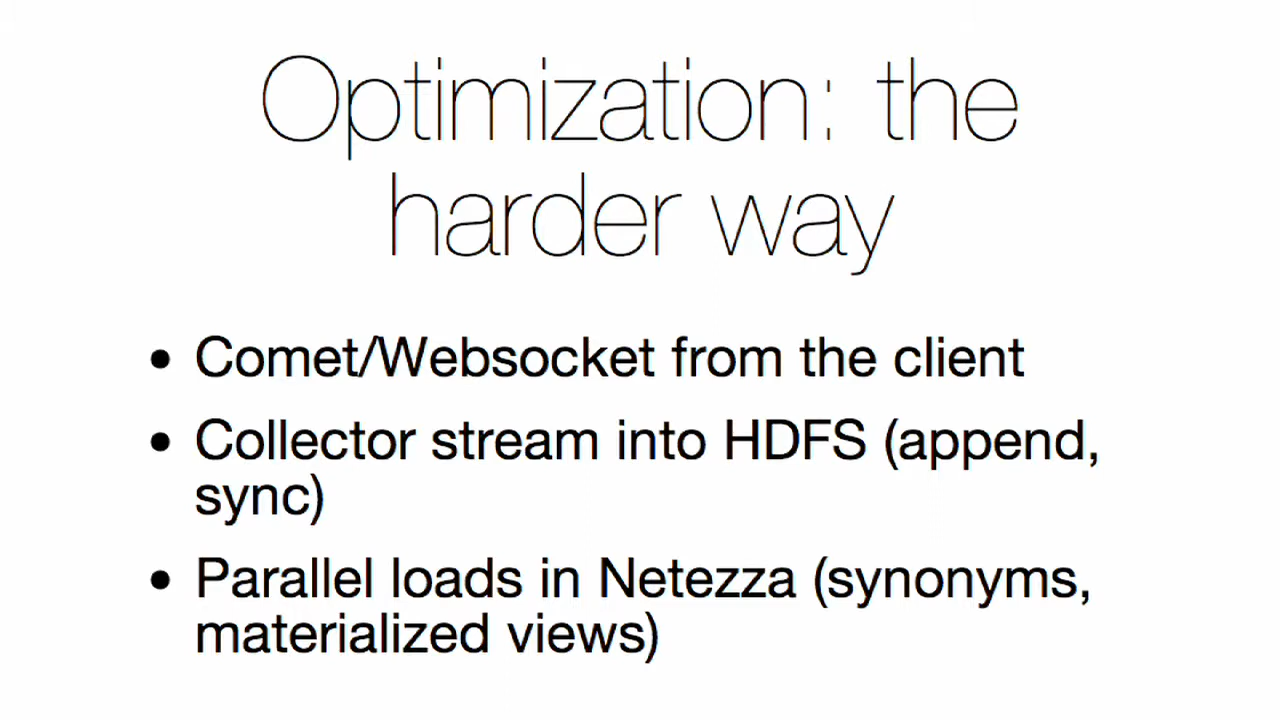 Optimization: the
harder way
• Comet/Websocket from the client
• Collector stream into HDFS (append,
sync)
• Parallel loads in Netezza (synonyms,
materialized views)